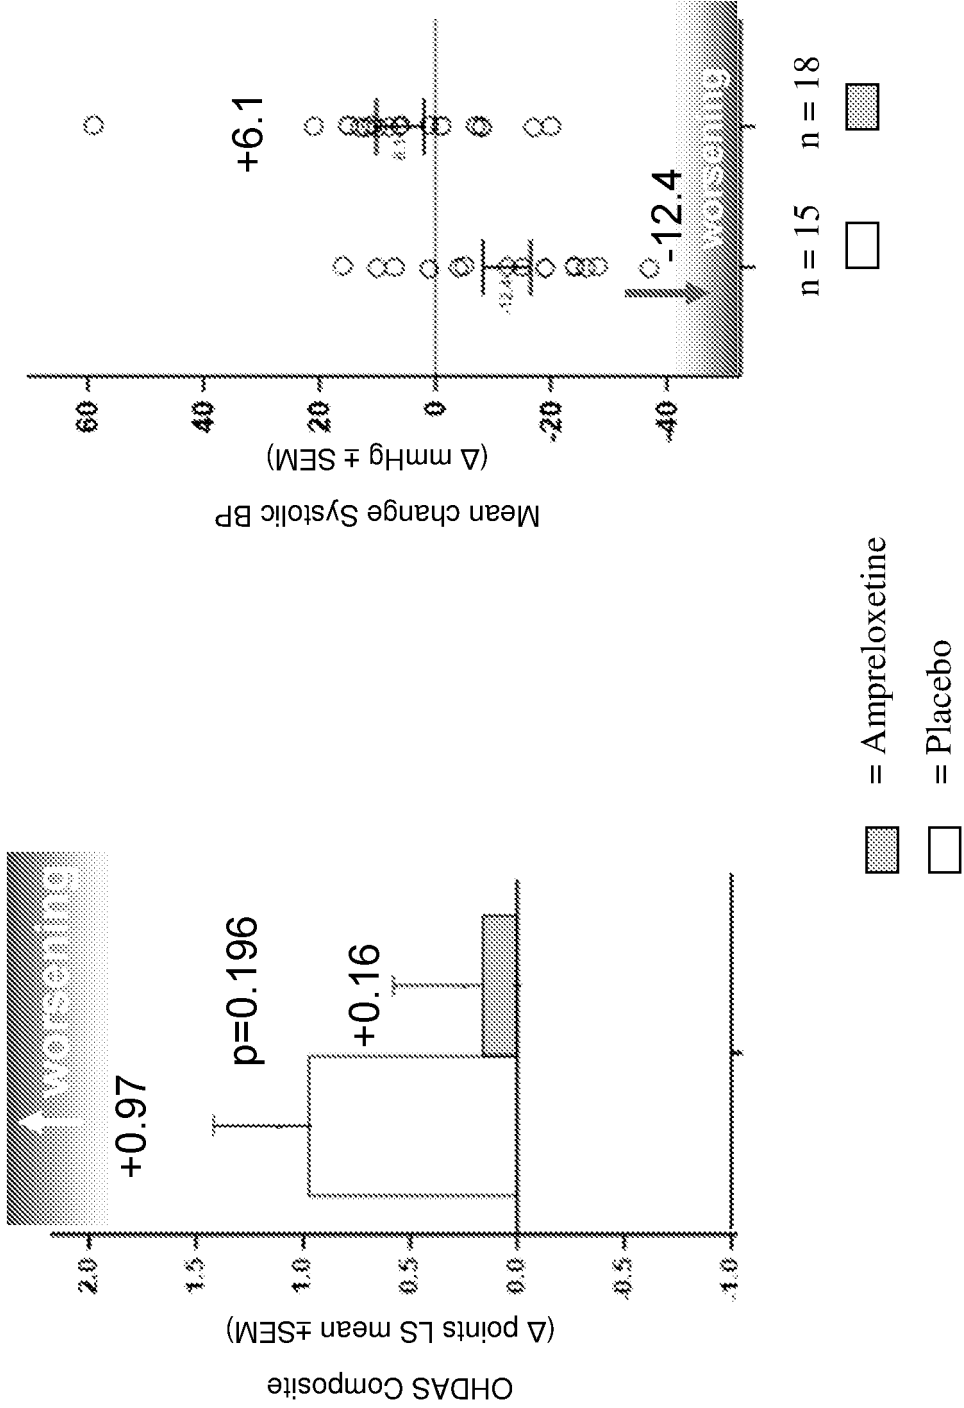 worsening
+0.97
p=0.196
+0.16
2.0
1.5
1.0
0.5
0.0
-0.5
-1.0
OHDAS Composite
(Δ points LS mean ±SEM)
= Ampreloxetine
= Placebo
60
40
20
0
-20
-40
Mean change Systolic BP
(Δ mmHg ± SEM)
+6.1
-12.4
-12.4
worsening
n = 15
n = 18